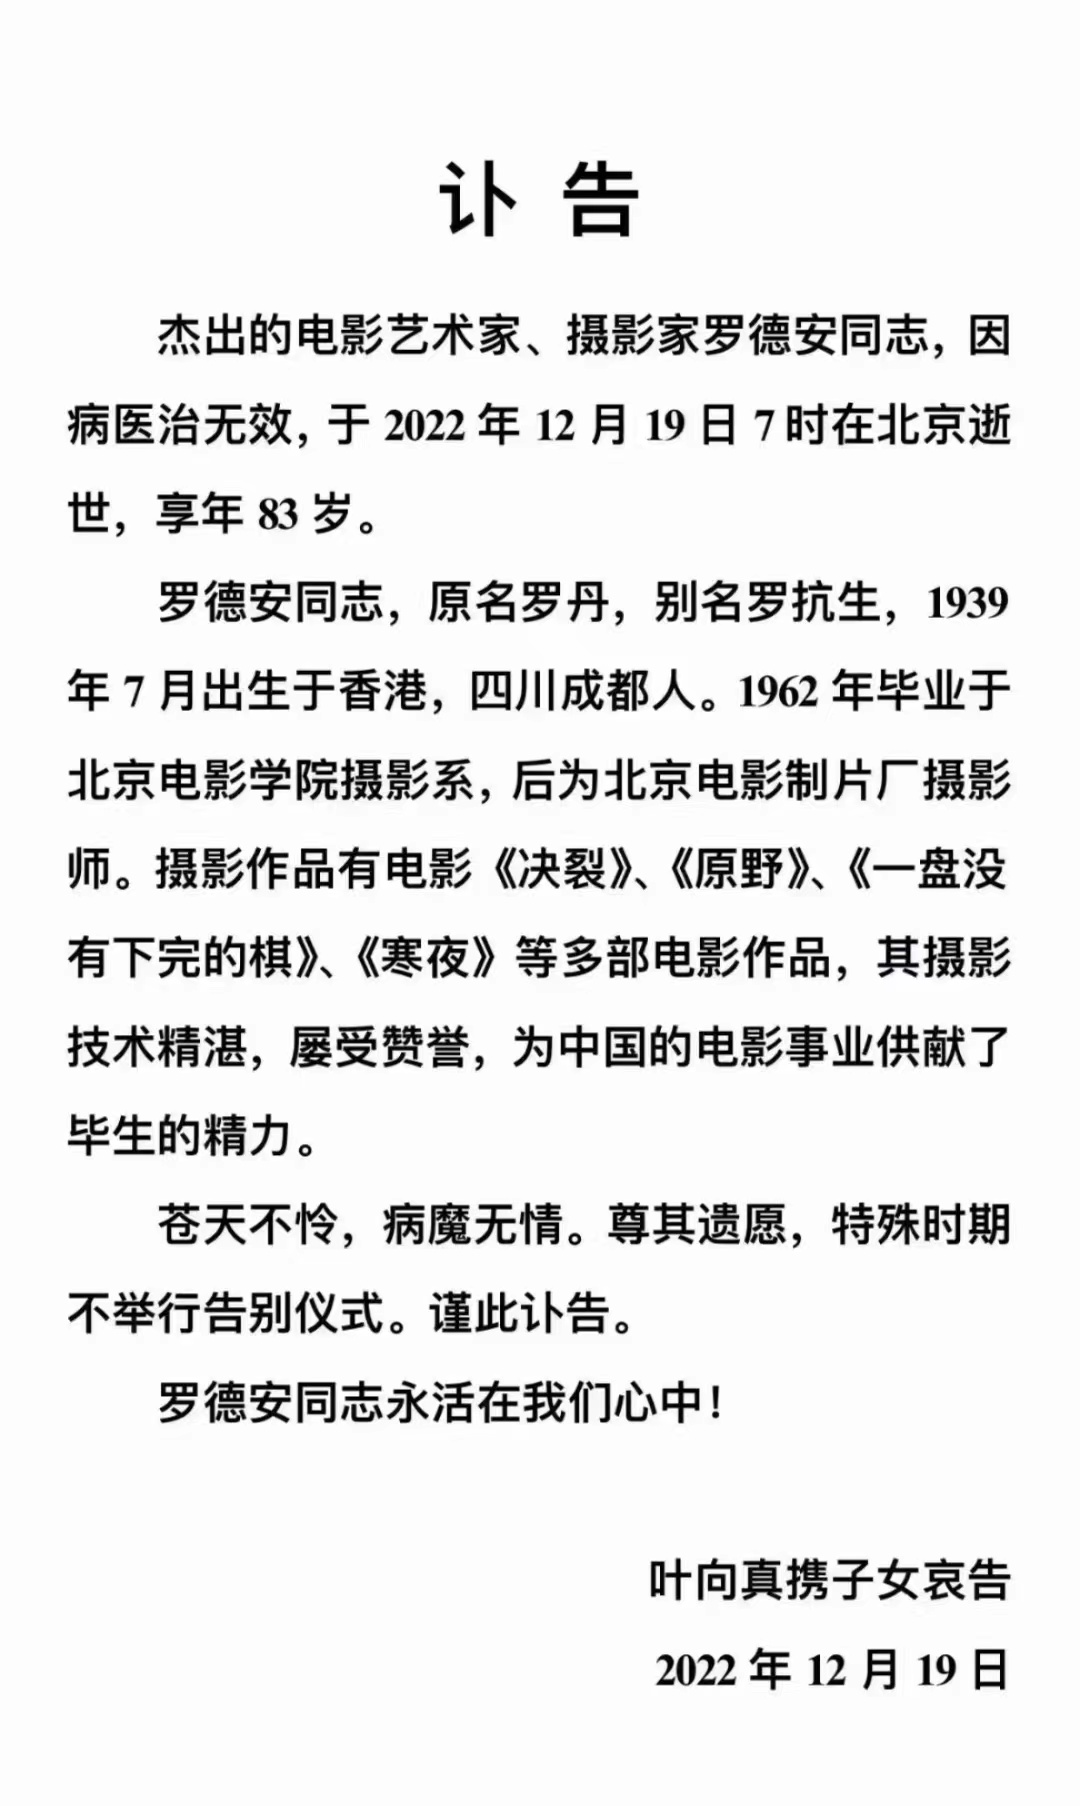 讣 告
杰出的电影艺术家、摄影家罗德安同志，因
病医治无效，于 2022 年 12 月 19 日 7 时在北京逝
世，享年 83 岁。
罗德安同志，原名罗丹，别名罗抗生，1939
年 7 月出生于香港，四川成都人。1962 年毕业于
北京电影学院摄影系，后为北京电影制片厂摄影
师。摄影作品有电影《决裂》、《原野》、《一盘没
有下完的棋》、《寒夜》等多部电影作品，其摄影
技术精湛，屡受赞誉，为中国的电影事业供献了
毕生的精力。
苍天不怜，病魔无情。尊其遗愿，特殊时期
不举行告别仪式。谨此讣告。
罗德安同志永活在我们心中！
叶向真携子女哀告
2022 年 12 月 19 日